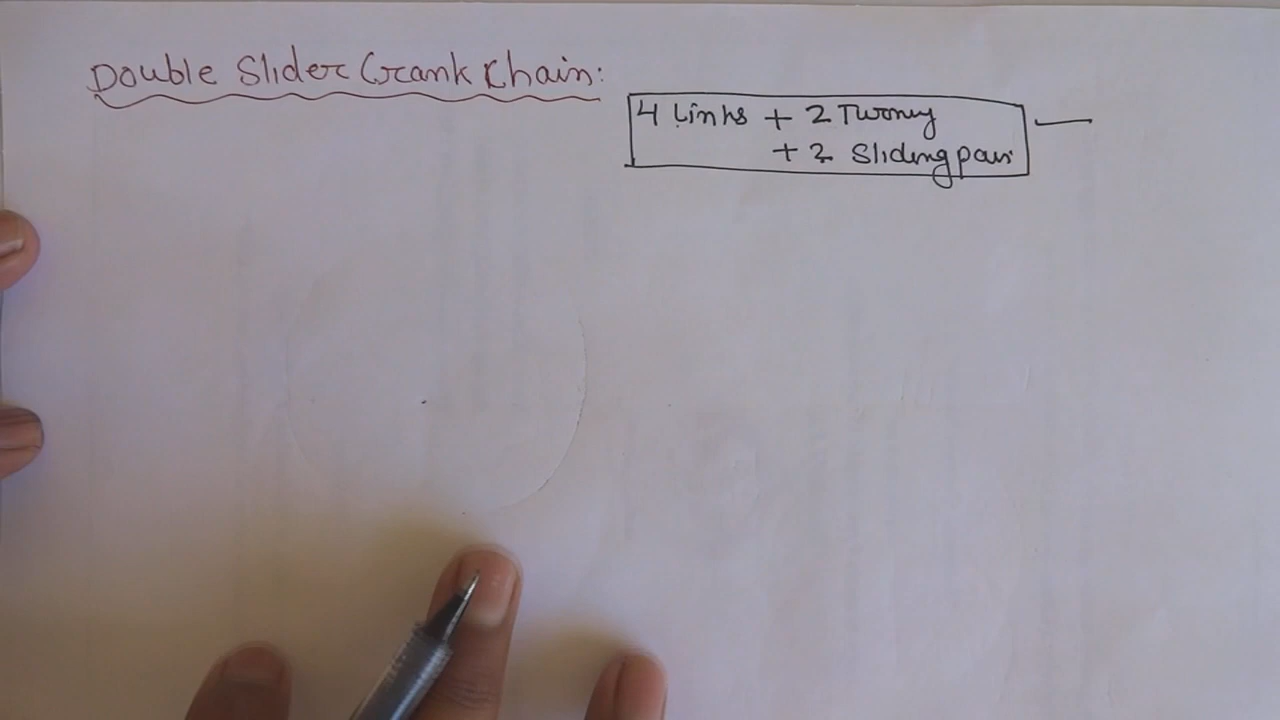 Double Slider Crank Chain:
4 Links + 2 Turning
+ 2 Sliding pair